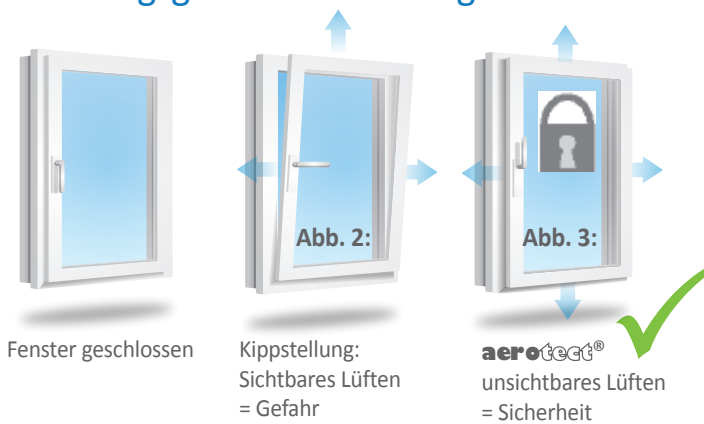 Abb. 2:
Abb. 3:
Fenster geschlossen
Kippstellung:
Sichtbares Lüften
= Gefahr
aerotect®
unsichtbares Lüften
= Sicherheit